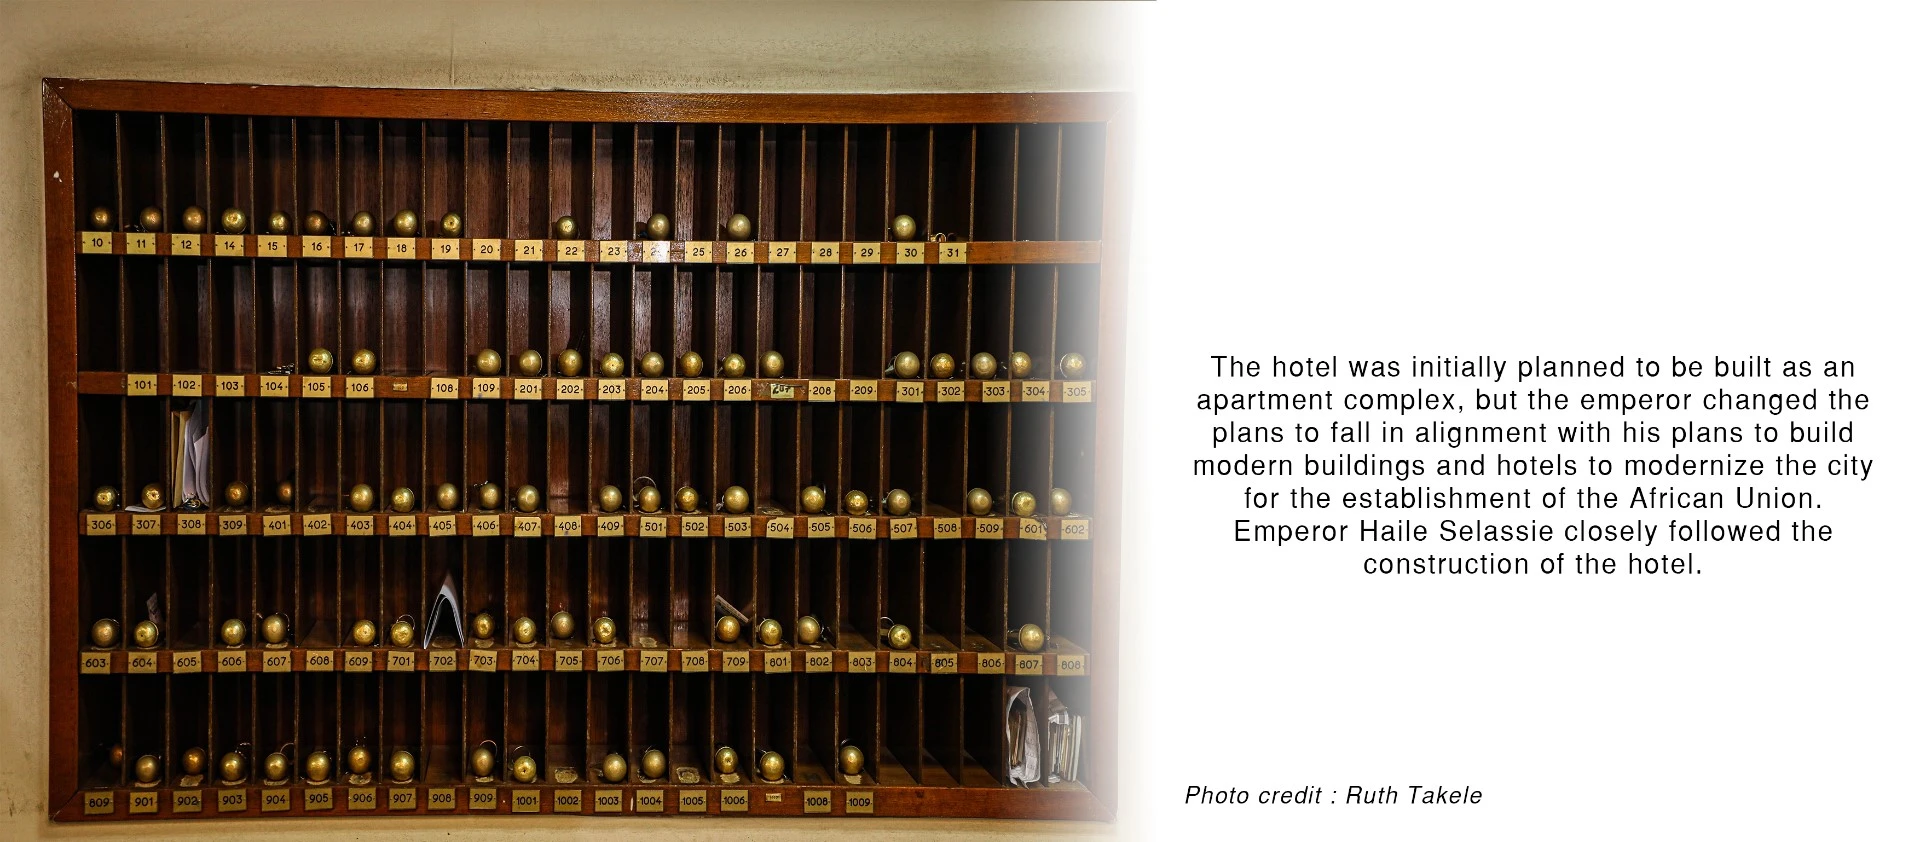 10 11 12 14 15 16 17 18 19 20 21 22 23 25 26 27 28 29 30 31
101 102 103 104 105 106 108 109 201 202 203 204 205 206 207 208 209 301 302 303 304 305
306 307 308 309 401 402 403 404 405 406 407 408 409 501 502 503 504 505 506 507 508 509 601 602
603 604 605 606 607 608 609 701 702 703 704 705 706 707 708 709 801 802 803 804 805 806 807 808
809 901 902 903 904 905 906 907 908 909 1001 1002 1003 1004 1005 1006 1008 1009
The hotel was initially planned to be built as an
apartment complex, but the emperor changed the
plans to fall in alignment with his plans to build
modern buildings and hotels to modernize the city
for the establishment of the African Union.
Emperor Haile Selassie closely followed the
construction of the hotel.
Photo credit : Ruth Takele